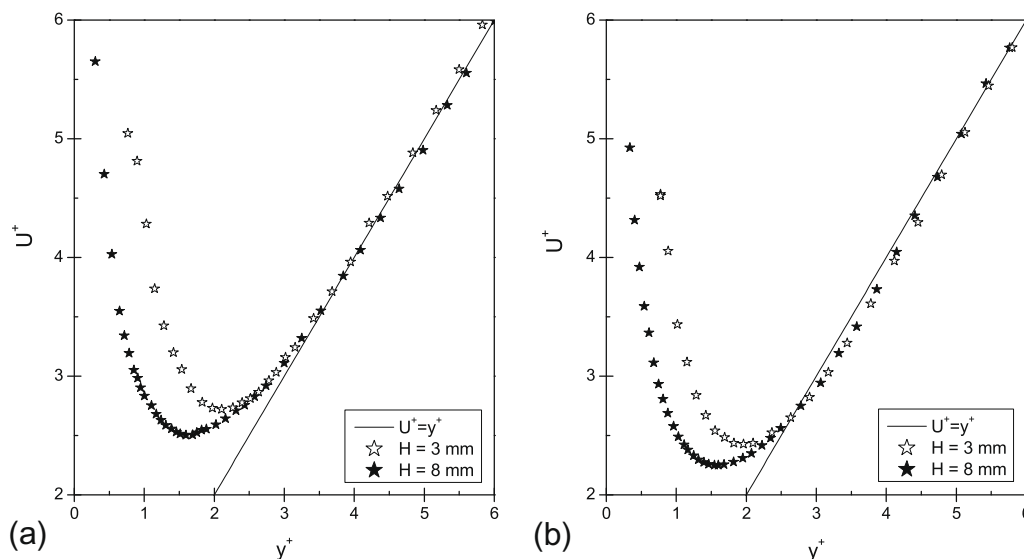 6
5
4
3
2
U⁺
0 1 2 3 4 5 6
y⁺
U⁺=y⁺
H = 3 mm
H = 8 mm
(a)
6
5
4
3
2
U⁺
0 1 2 3 4 5 6
y⁺
U⁺=y⁺
H = 3 mm
H = 8 mm
(b)